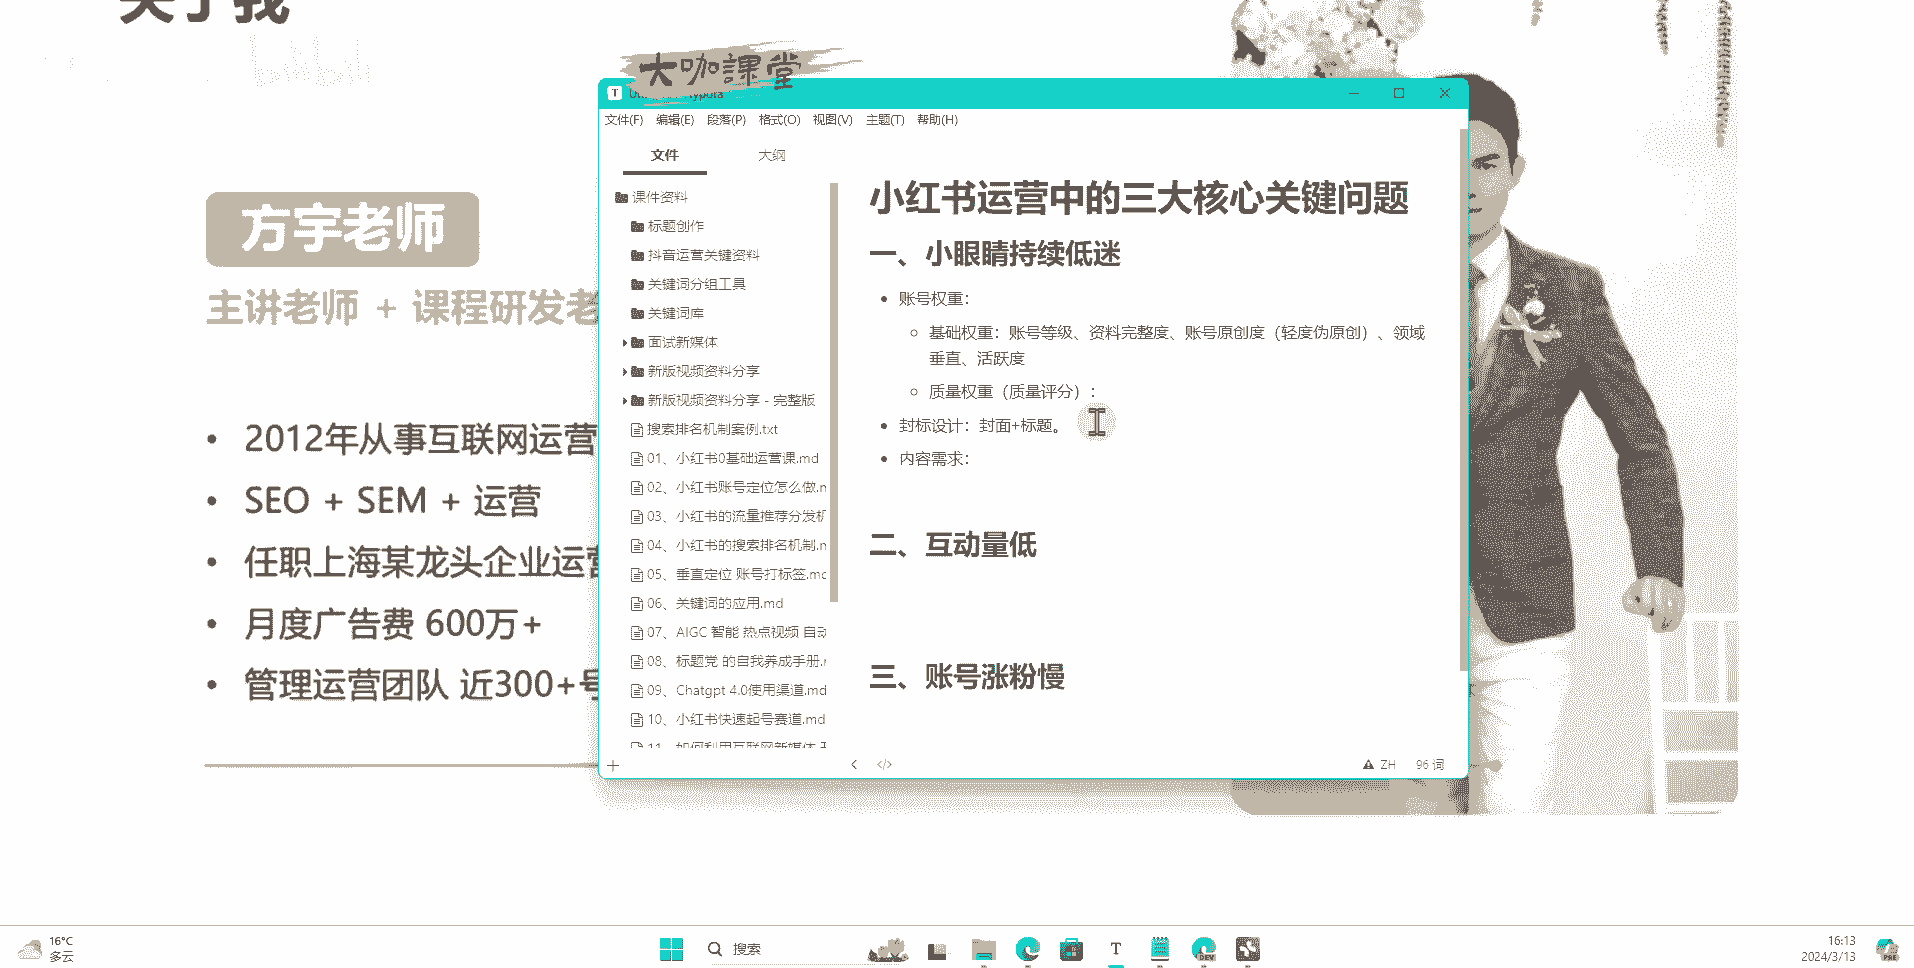 关于我
bilibili
大咖課堂
方宇老师
主讲老师 + 课程研发老
2012年从事互联网运营
SEO + SEM + 运营
任职上海某龙头企业运营
月度广告费 600万+
管理运营团队 近300+号
文件(F) 编辑(E) 段落(P) 格式(O) 视图(V) 主题(T) 帮助(H)
文件 大纲
课件资料
标题创作
抖音运营关键资料
关键词分组工具
关键词库
面试新媒体
新版视频资料分享
新版视频资料分享 - 完整版
搜索排名机制案例.txt
01、小红书0基础运营课.md
02、小红书账号定位怎么做.m
03、小红书的流量推荐分发机
04、小红书的搜索排名机制.m
05、垂直定位 账号打标签.md
06、关键词的应用.md
07、AIGC 智能 热点视频 自动
08、标题党 的自我养成手册.m
09、Chatgpt 4.0使用渠道.md
10、小红书快速起号赛道.md
11、如何利用互联网新媒体
小红书运营中的三大核心关键问题
一、小眼睛持续低迷
账号权重：
基础权重：账号等级、资料完整度、账号原创度（轻度伪原创）、领域
垂直、活跃度
质量权重（质量评分）：
封标设计：封面+标题。
内容需求：
二、互动量低
三、账号涨粉慢
ZH 96 词
16°C
多云
搜索
DEV
16:13
2024/3/13
PRE